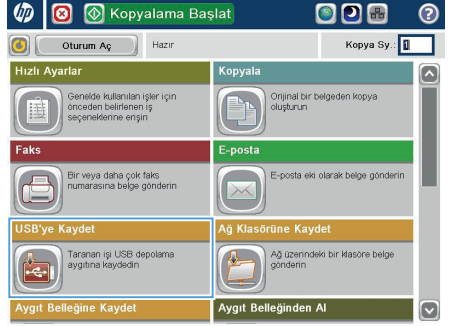 hp
Kopyalama Başlat
?
Oturum Aç
Hazır
Kopya Sy.:
1
Hızlı Ayarlar
Genelde kullanılan işler için
önceden belirlenen iş
seçeneklerine erişin
Kopyala
Orijinal bir belgeden kopya
oluşturun
Faks
Bir veya daha çok faks
numarasına belge gönderin
E-posta
E-posta eki olarak belge gönderin
USB'ye Kaydet
Taranan işi USB depolama
aygıtına kaydedin
Ağ Klasörüne Kaydet
Ağ üzerindeki bir klasöre belge
gönderin
Aygıt Belleğine Kaydet
Aygıt Belleğinden Al